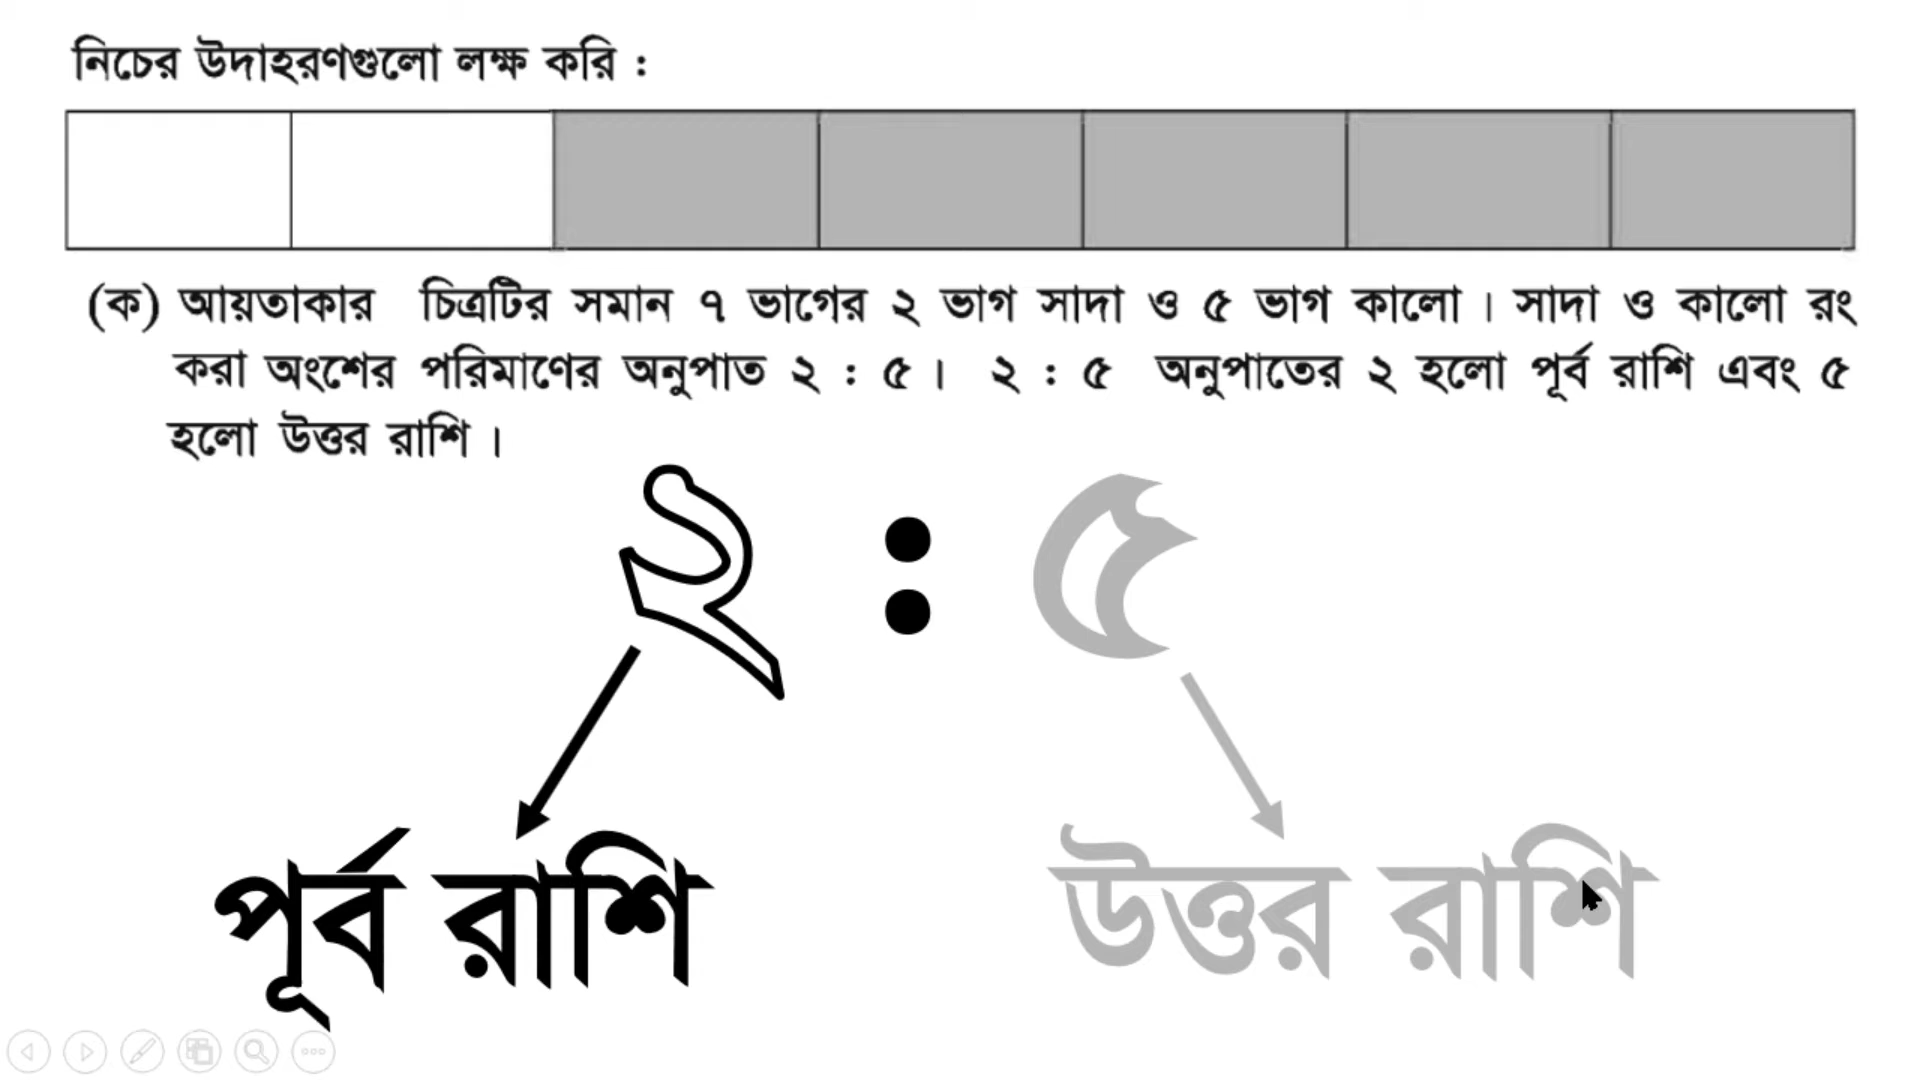 নিচের উদাহরণগুলো লক্ষ করি :
(ক) আয়তাকার চিত্রটির সমান ৭ ভাগের ২ ভাগ সাদা ও ৫ ভাগ কালো। সাদা ও কালো রং
করা অংশের পরিমাণের অনুপাত ২ : ৫। ২ : ৫ অনুপাতের ২ হলো পূর্ব রাশি এবং ৫
হলো উত্তর রাশি।
২ : ৫
পূর্ব রাশি উত্তর রাশি